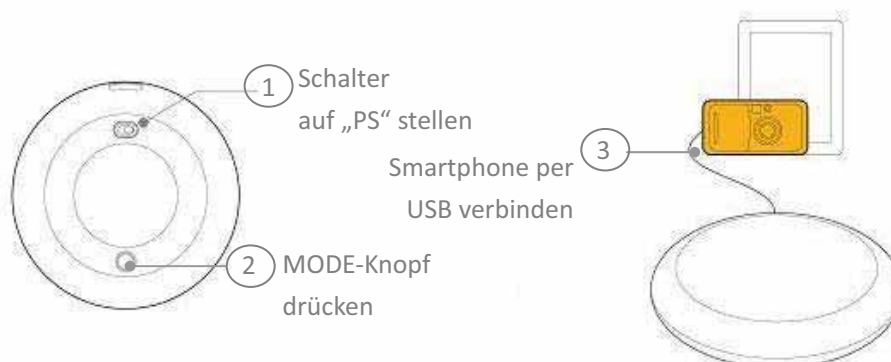 1
Schalter
auf „PS“ stellen
2
MODE-Knopf
drücken
3
Smartphone per
USB verbinden